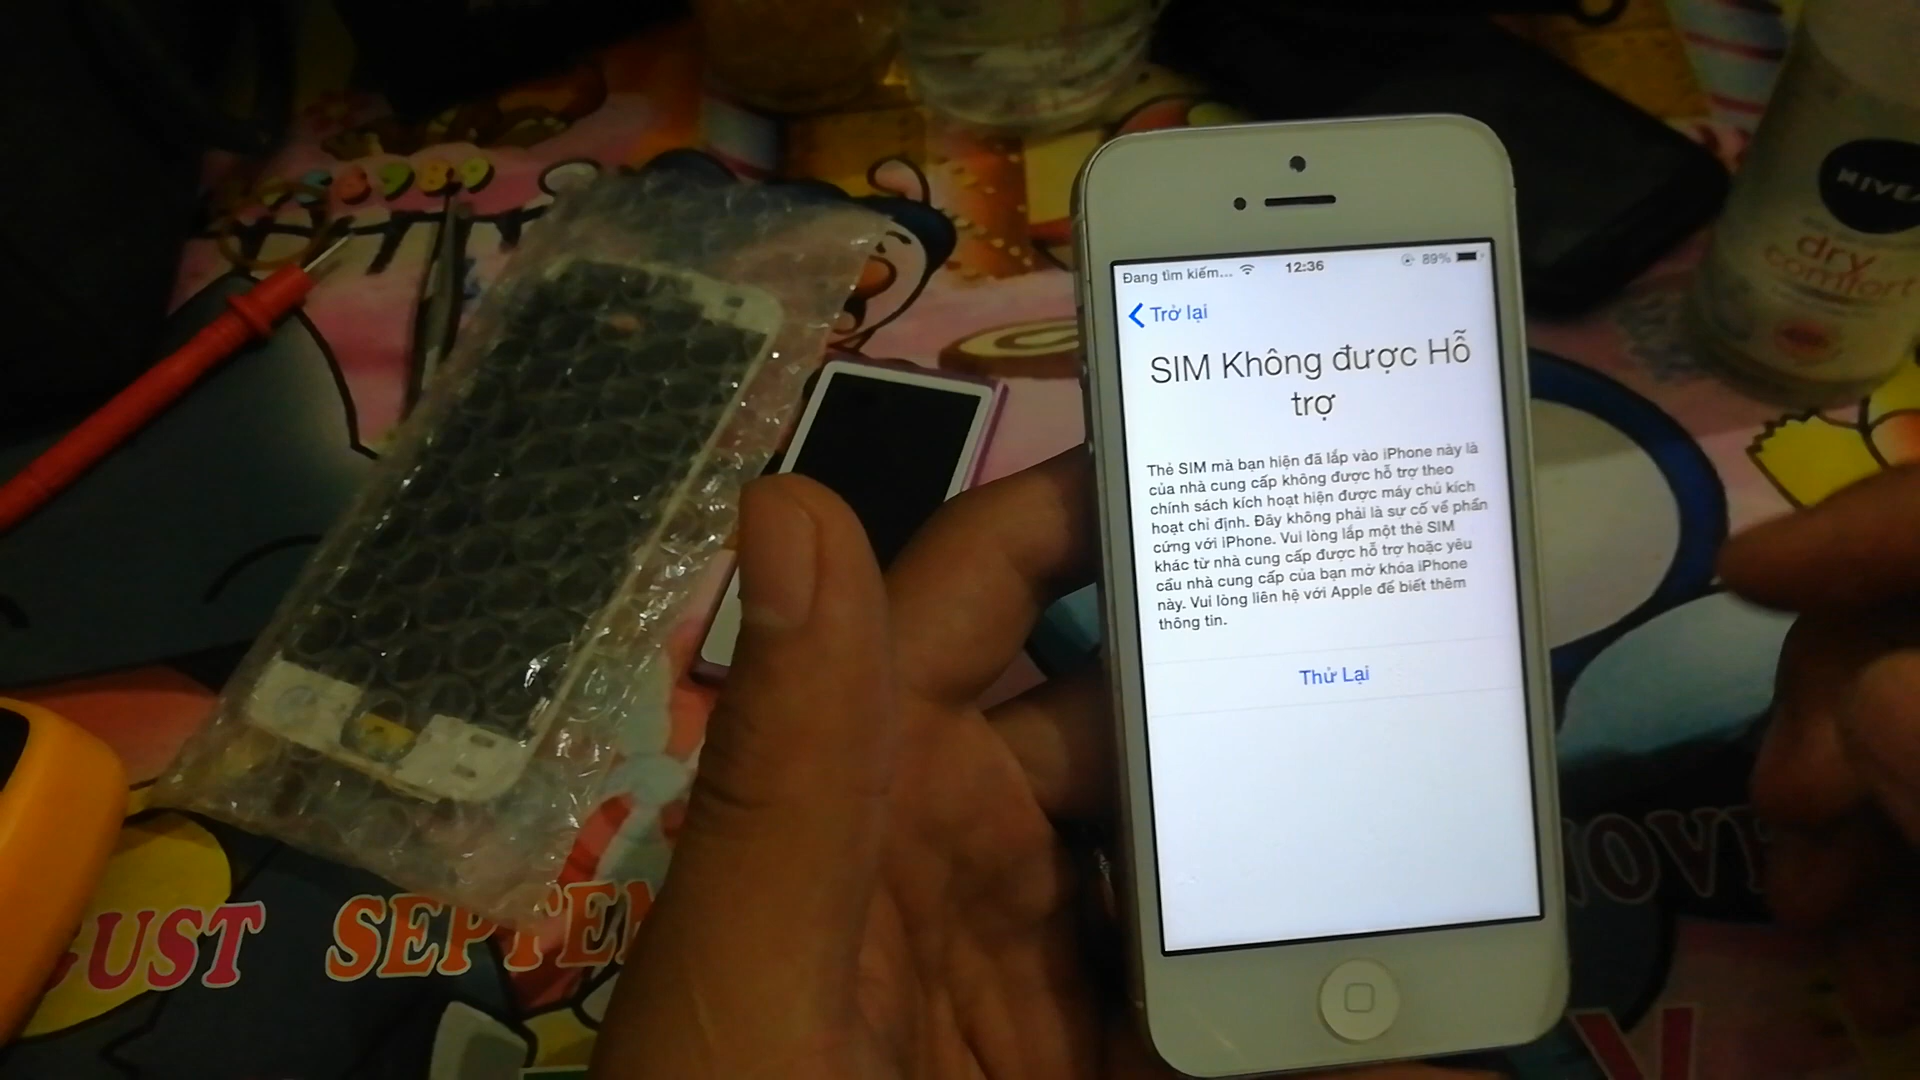 Đang tìm kiếm... 12:36 89%
Trở lại
SIM Không được Hỗ
trợ
Thẻ SIM mà bạn hiện đã lắp vào iPhone này là
của nhà cung cấp không được hỗ trợ theo
chính sách kích hoạt hiện được máy chủ kích
hoạt chỉ định. Đây không phải là sự cố về phần
cứng với iPhone. Vui lòng lắp một thẻ SIM
khác từ nhà cung cấp được hỗ trợ hoặc yêu
cầu nhà cung cấp của bạn mở khóa iPhone
này. Vui lòng liên hệ với Apple để biết thêm
thông tin.
Thử Lại
NIVEA
dry
comfort
GUST SEPTEM
NOVE